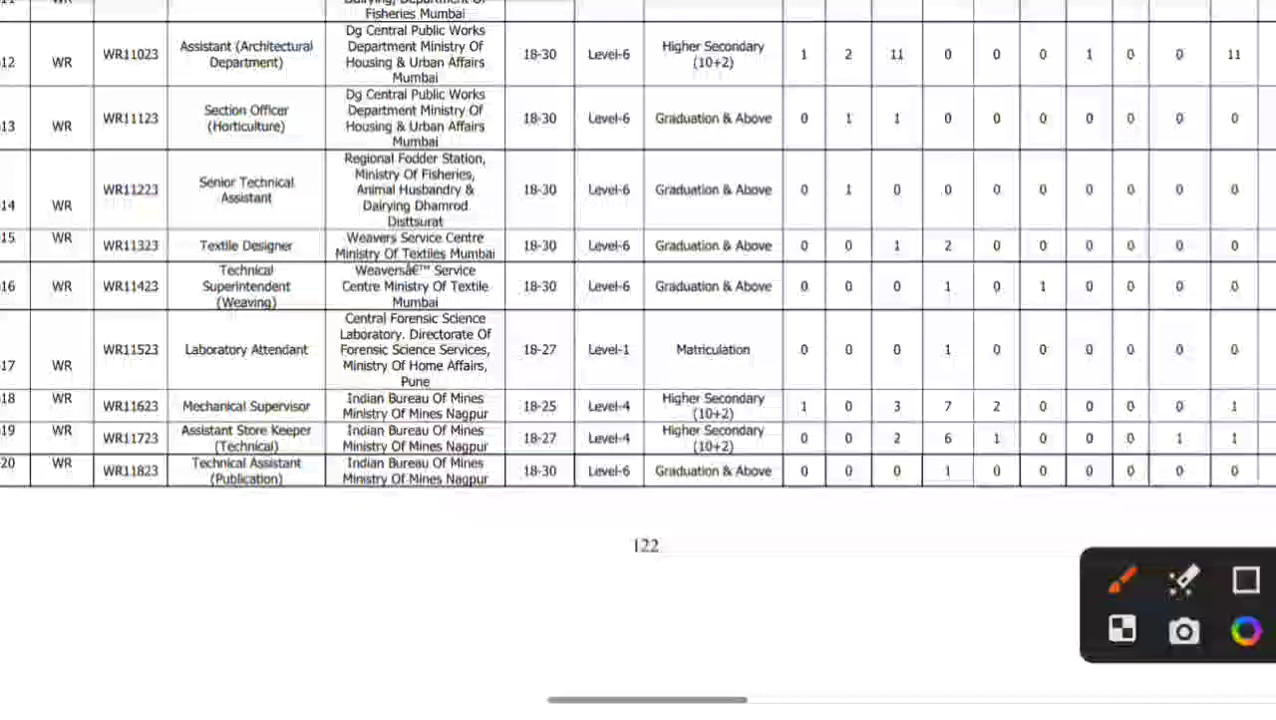 Fisheries Mumbai
12 WR WR11023 Assistant (Architectural Department) Dg Central Public Works Department Ministry Of Housing & Urban Affairs Mumbai 18-30 Level-6 Higher Secondary (10+2) 1 2 11 0 0 0 1 0 0 11
13 WR WR11123 Section Officer (Horticulture) Dg Central Public Works Department Ministry Of Housing & Urban Affairs Mumbai 18-30 Level-6 Graduation & Above 0 1 1 0 0 0 0 0 0 0
14 WR WR11223 Senior Technical Assistant Regional Fodder Station, Ministry Of Fisheries, Animal Husbandry & Dairying Dhamrod Disttsurat 18-30 Level-6 Graduation & Above 0 1 0 0 0 0 0 0 0 0
15 WR WR11323 Textile Designer Weavers Service Centre Ministry Of Textiles Mumbai 18-30 Level-6 Graduation & Above 0 0 1 2 0 0 0 0 0 0
16 WR WR11423 Technical Superintendent (Weaving) Weavers’ Service Centre Ministry Of Textile Mumbai 18-30 Level-6 Graduation & Above 0 0 0 1 0 1 0 0 0 0
17 WR WR11523 Laboratory Attendant Central Forensic Science Laboratory. Directorate Of Forensic Science Services, Ministry Of Home Affairs, Pune 18-27 Level-1 Matriculation 0 0 0 1 0 0 0 0 0 0
18 WR WR11623 Mechanical Supervisor Indian Bureau Of Mines Ministry Of Mines Nagpur 18-25 Level-4 Higher Secondary (10+2) 1 0 3 7 2 0 0 0 0 1
19 WR WR11723 Assistant Store Keeper (Technical) Indian Bureau Of Mines Ministry Of Mines Nagpur 18-27 Level-4 Higher Secondary (10+2) 0 0 2 6 1 0 0 0 1 1
20 WR WR11823 Technical Assistant (Publication) Indian Bureau Of Mines Ministry Of Mines Nagpur 18-30 Level-6 Graduation & Above 0 0 0 1 0 0 0 0 0 0
122